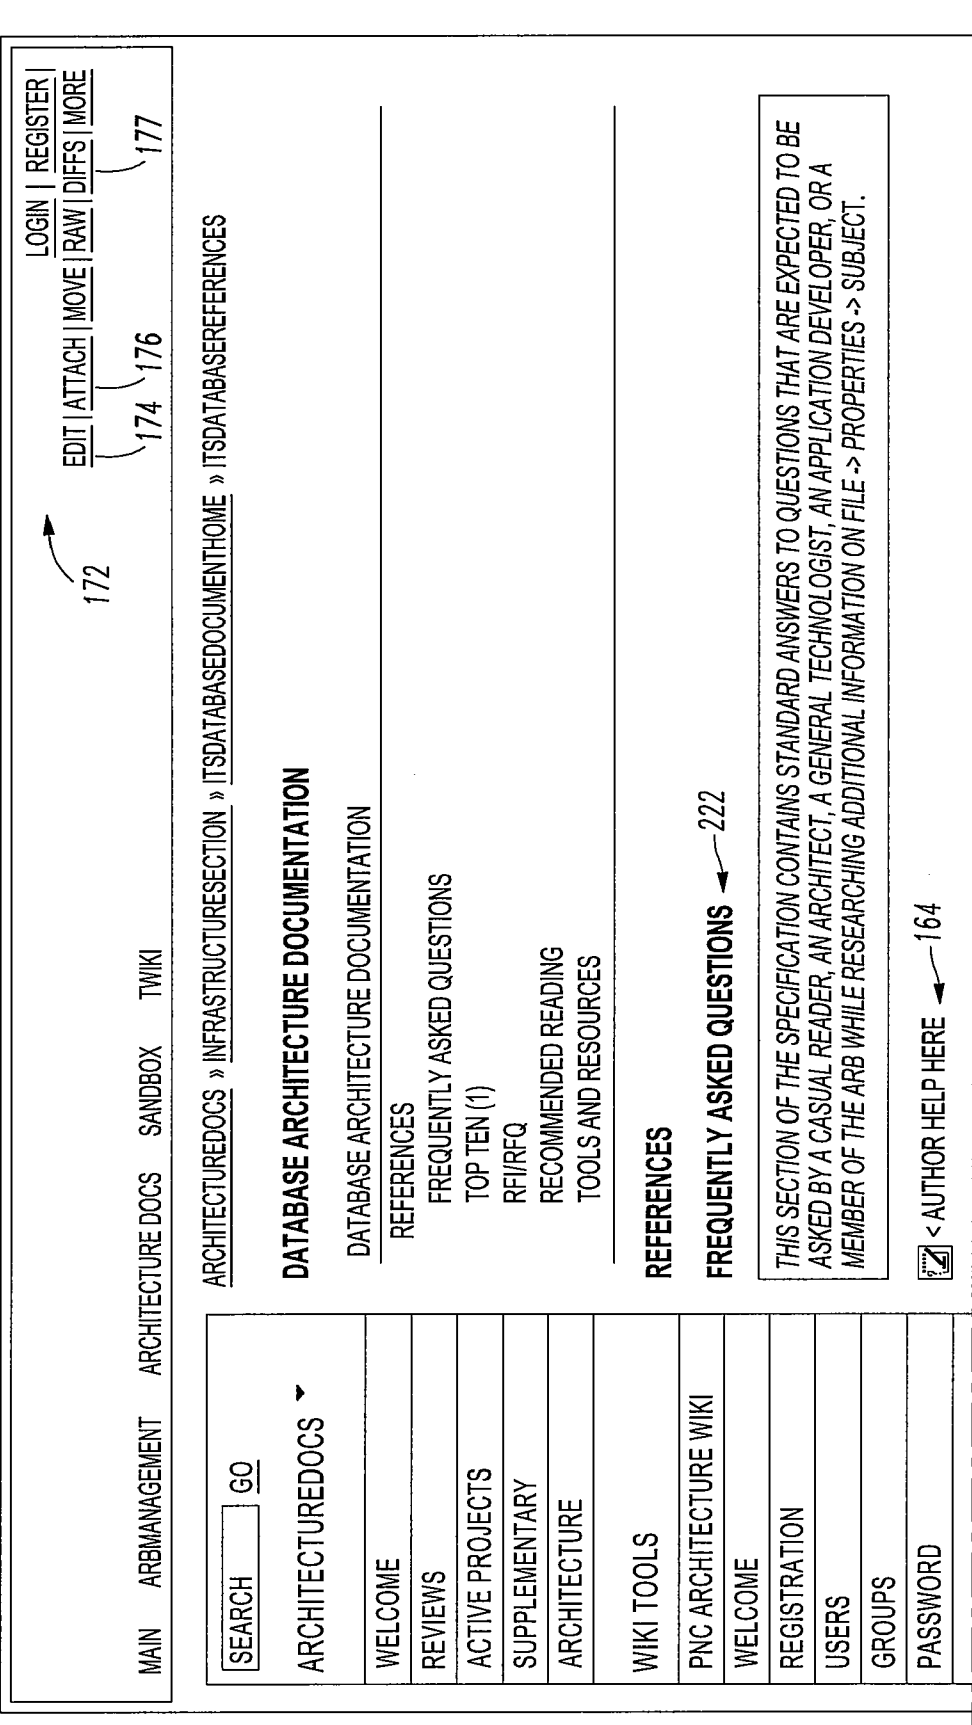 LOGIN | REGISTER |
EDIT | ATTACH | MOVE | RAW | DIFFS | MORE
172
174
176
177
MAIN ARBMANAGEMENT ARCHITECTURE DOCS SANDBOX TWIKI
SEARCH GO
ARCHITECTUREDOCS
WELCOME
REVIEWS
ACTIVE PROJECTS
SUPPLEMENTARY
ARCHITECTURE
WIKI TOOLS
PNC ARCHITECTURE WIKI
WELCOME
REGISTRATION
USERS
GROUPS
PASSWORD
ARCHITECTUREDOCS » INFRASTRUCTURESECTION » ITSDATABASEDOCUMENTHOME » ITSDATABASEREFERENCES
DATABASE ARCHITECTURE DOCUMENTATION
DATABASE ARCHITECTURE DOCUMENTATION
REFERENCES
FREQUENTLY ASKED QUESTIONS
TOP TEN (1)
RFI/RFQ
RECOMMENDED READING
TOOLS AND RESOURCES
REFERENCES
FREQUENTLY ASKED QUESTIONS 222
THIS SECTION OF THE SPECIFICATION CONTAINS STANDARD ANSWERS TO QUESTIONS THAT ARE EXPECTED TO BE
ASKED BY A CASUAL READER, AN ARCHITECT, A GENERAL TECHNOLOGIST, AN APPLICATION DEVELOPER, OR A
MEMBER OF THE ARB WHILE RESEARCHING ADDITIONAL INFORMATION ON FILE -> PROPERTIES -> SUBJECT.
< AUTHOR HELP HERE 164